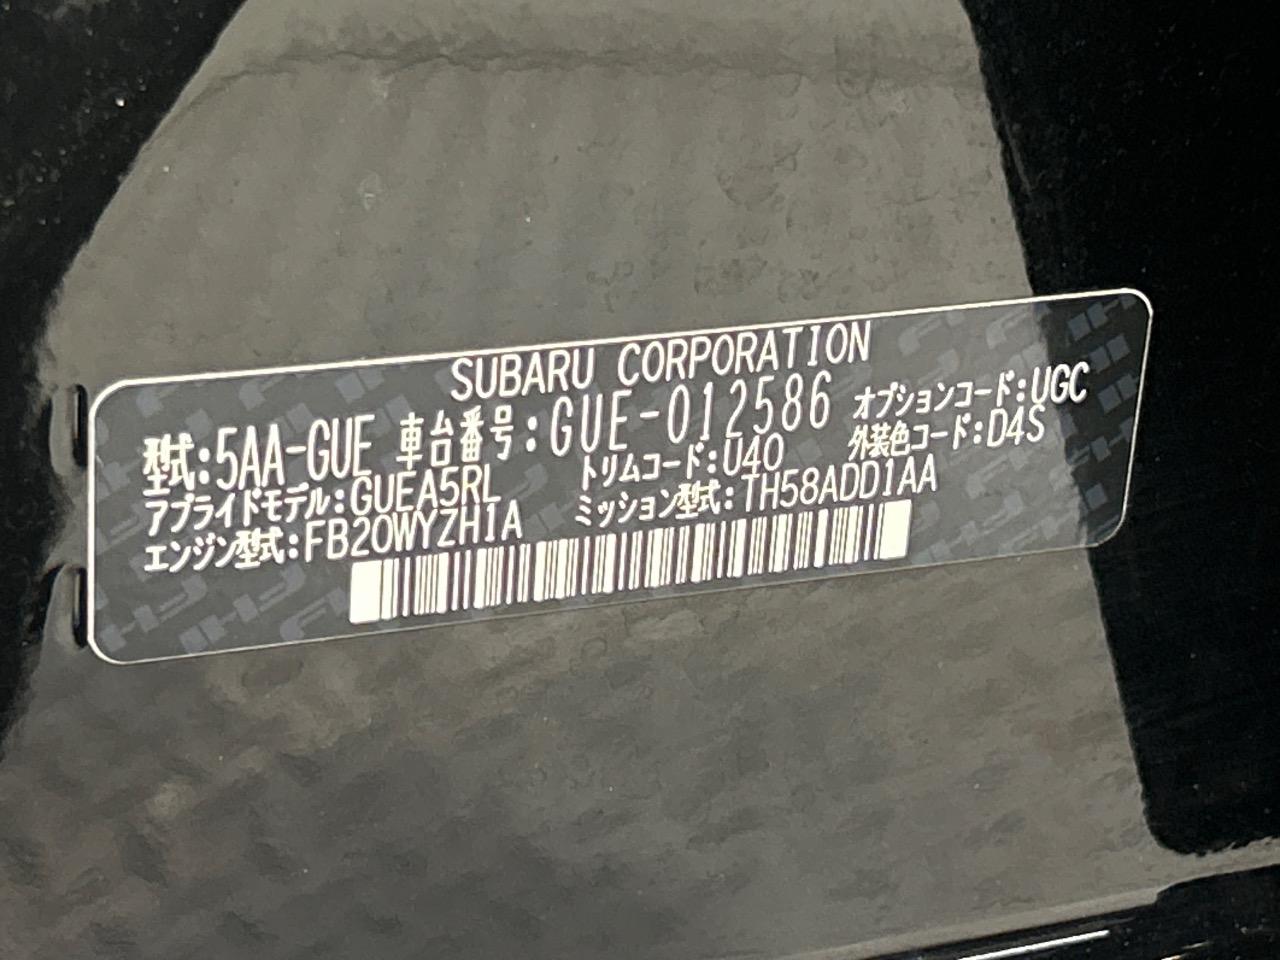 SUBARU CORPORATION
型式:5AA-GUE 車台番号:GUE-012586 オプションコード:UGC
アプライドモデル:GUEA5RL トリムコード:U40 外装色コード:D4S
エンジン型式:FB20WYZH1A ミッション型式:TH58ADD1AA